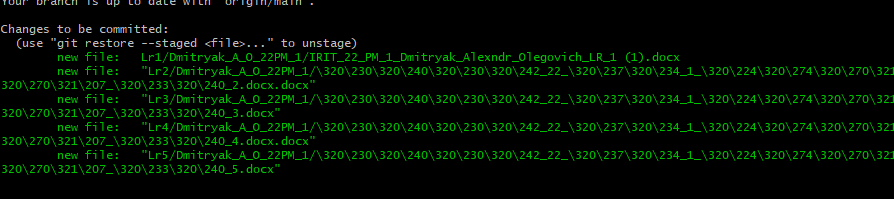 Your branch is up to date with 'origin/main'.
Changes to be committed:
(use "git restore --staged <file>..." to unstage)
new file:   Lr1/Dmitryak_A_O_22PM_1/IRIT_22_PM_1_Dmitryak_Alexndr_Olegovich_LR_1 (1).docx
new file:   "Lr2/Dmitryak_A_O_22PM_1/\320\230\320\240\320\230\320\242_22_\320\237\320\234_1_\320\224\320\274\320\270\321
320\270\321\207_\320\233\320\240_2.docx.docx"
new file:   "Lr3/Dmitryak_A_O_22PM_1/\320\230\320\240\320\230\320\242_22_\320\237\320\234_1_\320\224\320\274\320\270\321
320\270\321\207_\320\233\320\240_3.docx"
new file:   "Lr4/Dmitryak_A_O_22PM_1/\320\230\320\240\320\230\320\242_22_\320\237\320\234_1_\320\224\320\274\320\270\321
320\270\321\207_\320\233\320\240_4.docx.docx"
new file:   "Lr5/Dmitryak_A_O_22PM_1/\320\230\320\240\320\230\320\242_22_\320\237\320\234_1_\320\224\320\274\320\270\321
320\270\321\207_\320\233\320\240_5.docx"